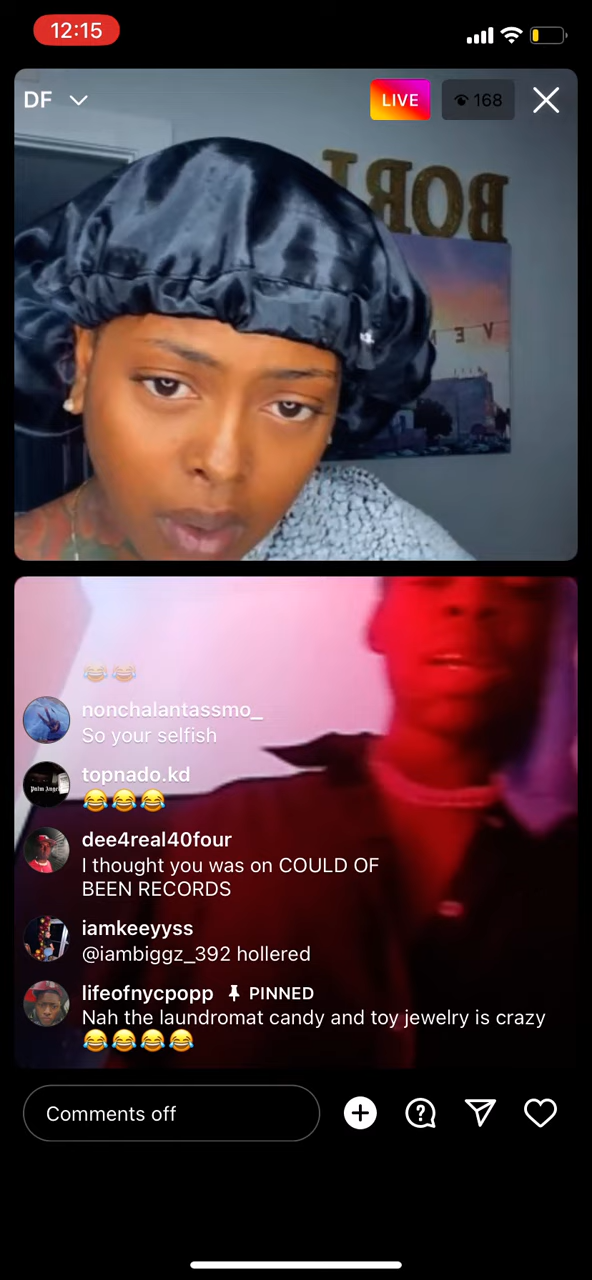 12:15
DF
LIVE
168
BORI
V E
nonchalantassmo_
So your selfish
topnado.kd
😂😂😂
dee4real40four
I thought you was on COULD OF
BEEN RECORDS
iamkeeyyss
@iambiggz_392 hollered
lifeofnycpopp PINNED
Nah the laundromat candy and toy jewelry is crazy
😂😂😂😂
Comments off